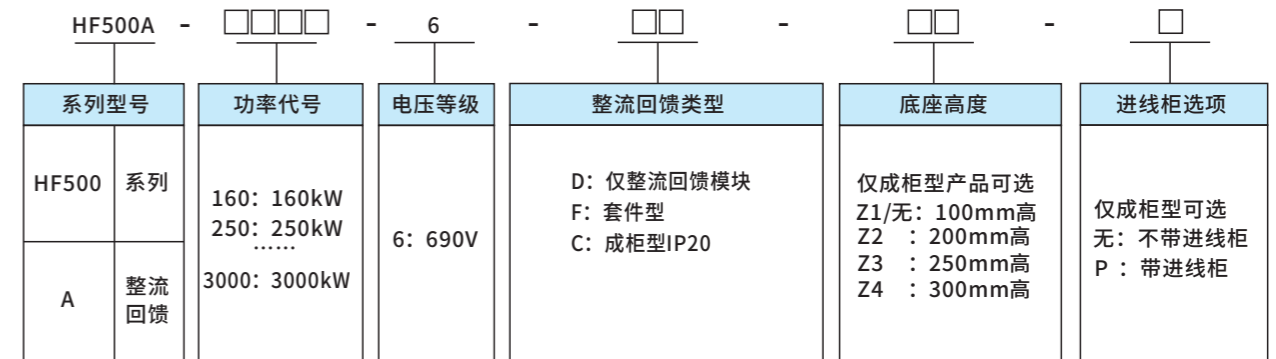 HF500A - □□□□ - 6 - □□ - □□ - □
系列型号 功率代号 电压等级 整流回馈类型 底座高度 进线柜选项
HF500 系列
A 整流
回馈
160：160kW
250：250kW
……
3000：3000kW
6：690V
D：仅整流回馈模块
F：套件型
C：成柜型IP20
仅成柜型产品可选
Z1/无：100mm高
Z2 ：200mm高
Z3 ：250mm高
Z4 ：300mm高
仅成柜型可选
无：不带进线柜
P ：带进线柜